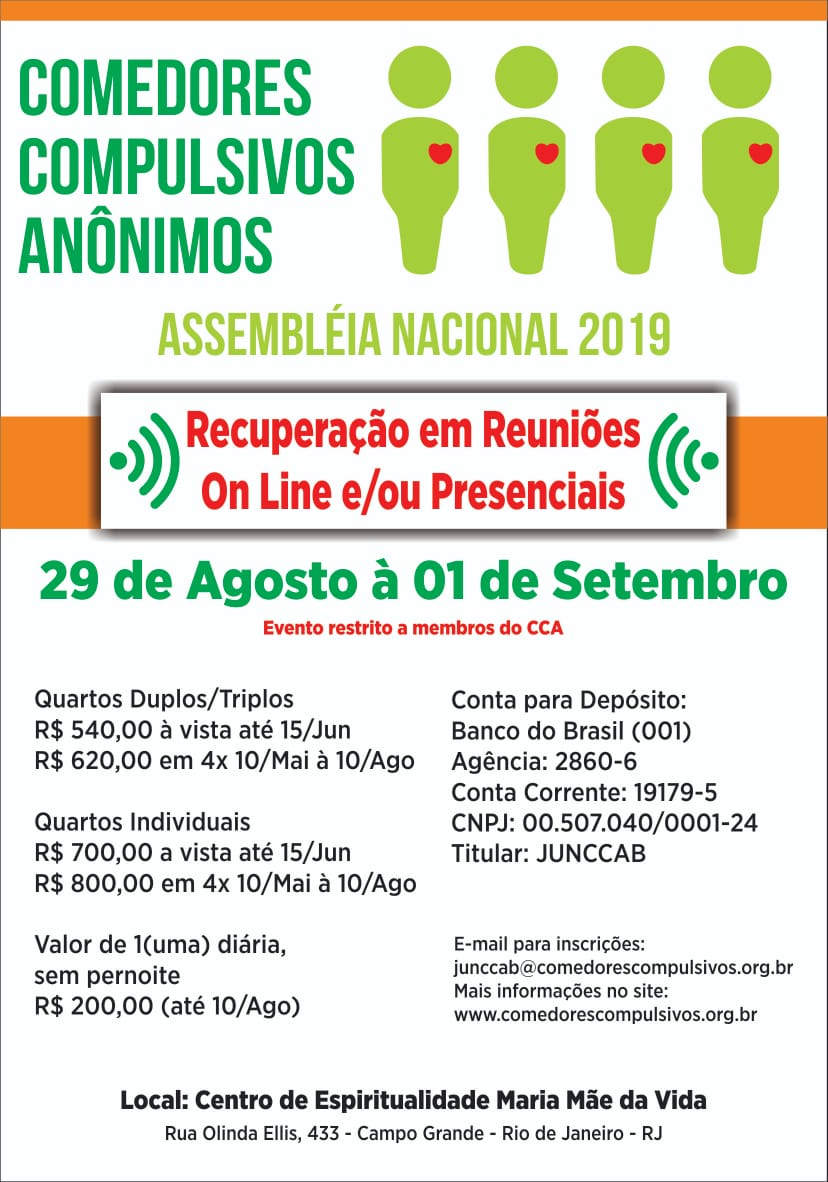 COMEDORES
COMPULSIVOS
ANÔNIMOS
ASSEMBLÉIA NACIONAL 2019
Recuperação em Reuniões
On Line e/ou Presenciais
29 de Agosto à 01 de Setembro
Evento restrito a membros do CCA
Quartos Duplos/Triplos
R$ 540,00 à vista até 15/Jun
R$ 620,00 em 4x 10/Mai à 10/Ago
Quartos Individuais
R$ 700,00 a vista até 15/Jun
R$ 800,00 em 4x 10/Mai à 10/Ago
Valor de 1(uma) diária,
sem pernoite
R$ 200,00 (até 10/Ago)
Conta para Depósito:
Banco do Brasil (001)
Agência: 2860-6
Conta Corrente: 19179-5
CNPJ: 00.507.040/0001-24
Titular: JUNCCAB
E-mail para inscrições:
junccab@comedorescompulsivos.org.br
Mais informações no site:
www.comedorescompulsivos.org.br
Local: Centro de Espiritualidade Maria Mãe da Vida
Rua Olinda Ellis, 433 - Campo Grande - Rio de Janeiro - RJ